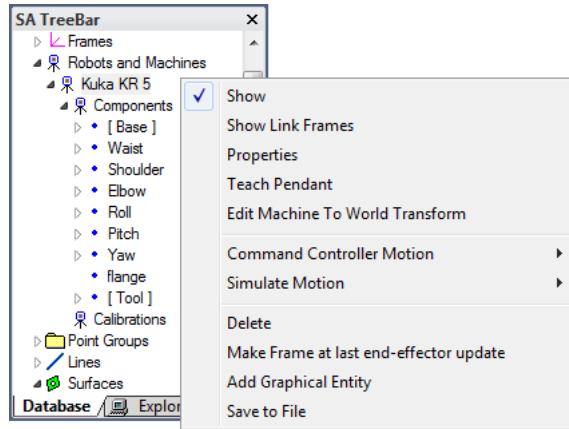 SA TreeBar
Frames
Robots and Machines
Kuka KR 5
Components
[ Base ]
Waist
Shoulder
Elbow
Roll
Pitch
Yaw
flange
[ Tool ]
Calibrations
Point Groups
Lines
Surfaces
Database
Explor
Show
Show Link Frames
Properties
Teach Pendant
Edit Machine To World Transform
Command Controller Motion
Simulate Motion
Delete
Make Frame at last end-effector update
Add Graphical Entity
Save to File